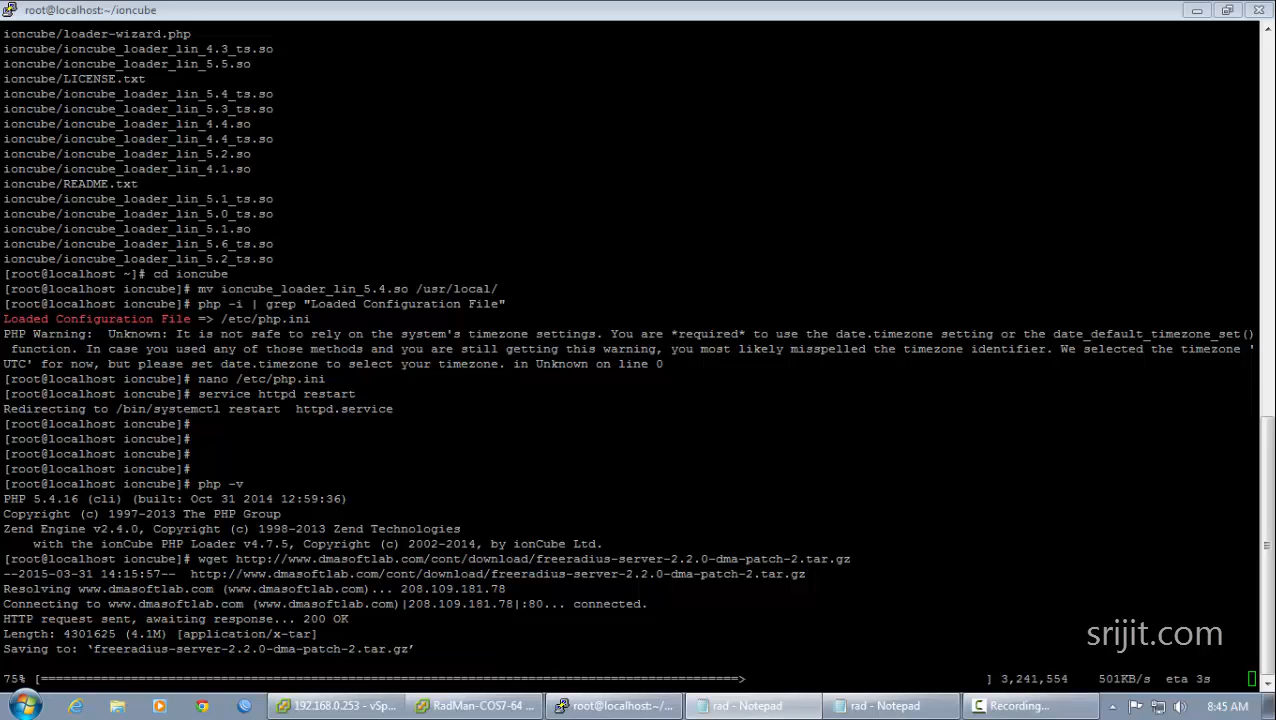 root@localhost:~/ioncube
ioncube/loader-wizard.php
ioncube/ioncube_loader_lin_4.3_ts.so
ioncube/ioncube_loader_lin_5.5.so
ioncube/LICENSE.txt
ioncube/ioncube_loader_lin_5.4_ts.so
ioncube/ioncube_loader_lin_5.3_ts.so
ioncube/ioncube_loader_lin_4.4.so
ioncube/ioncube_loader_lin_4.4_ts.so
ioncube/ioncube_loader_lin_5.2.so
ioncube/ioncube_loader_lin_4.1.so
ioncube/README.txt
ioncube/ioncube_loader_lin_5.1_ts.so
ioncube/ioncube_loader_lin_5.0_ts.so
ioncube/ioncube_loader_lin_5.1.so
ioncube/ioncube_loader_lin_5.6_ts.so
ioncube/ioncube_loader_lin_5.2_ts.so
[root@localhost ~]# cd ioncube
[root@localhost ioncube]# mv ioncube_loader_lin_5.4.so /usr/local/
[root@localhost ioncube]# php -i | grep "Loaded Configuration File"
Loaded Configuration File => /etc/php.ini
PHP Warning:  Unknown: It is not safe to rely on the system's timezone settings. You are *required* to use the date.timezone setting or the date_default_timezone_set()
 function. In case you used any of those methods and you are still getting this warning, you most likely misspelled the timezone identifier. We selected the timezone '
UTC' for now, but please set date.timezone to select your timezone. in Unknown on line 0
[root@localhost ioncube]# nano /etc/php.ini
[root@localhost ioncube]# service httpd restart
Redirecting to /bin/systemctl restart  httpd.service
[root@localhost ioncube]#
[root@localhost ioncube]#
[root@localhost ioncube]#
[root@localhost ioncube]#
[root@localhost ioncube]# php -v
PHP 5.4.16 (cli) (built: Oct 31 2014 12:59:36)
Copyright (c) 1997-2013 The PHP Group
Zend Engine v2.4.0, Copyright (c) 1998-2013 Zend Technologies
    with the ionCube PHP Loader v4.7.5, Copyright (c) 2002-2014, by ionCube Ltd.
[root@localhost ioncube]# wget http://www.dmasoftlab.com/cont/download/freeradius-server-2.2.0-dma-patch-2.tar.gz
--2015-03-31 14:15:57--  http://www.dmasoftlab.com/cont/download/freeradius-server-2.2.0-dma-patch-2.tar.gz
Resolving www.dmasoftlab.com (www.dmasoftlab.com)... 208.109.181.78
Connecting to www.dmasoftlab.com (www.dmasoftlab.com)|208.109.181.78|:80... connected.
HTTP request sent, awaiting response... 200 OK
Length: 4301625 (4.1M) [application/x-tar]
Saving to: ‘freeradius-server-2.2.0-dma-patch-2.tar.gz’
srijit.com
75% [=============================================================================================>                                ] 3,241,554    501KB/s  eta 3s
192.168.0.253 - vSp... RadMan-COS7-64 ... root@localhost:~/... rad - Notepad rad - Notepad Recording... 8:45 AM